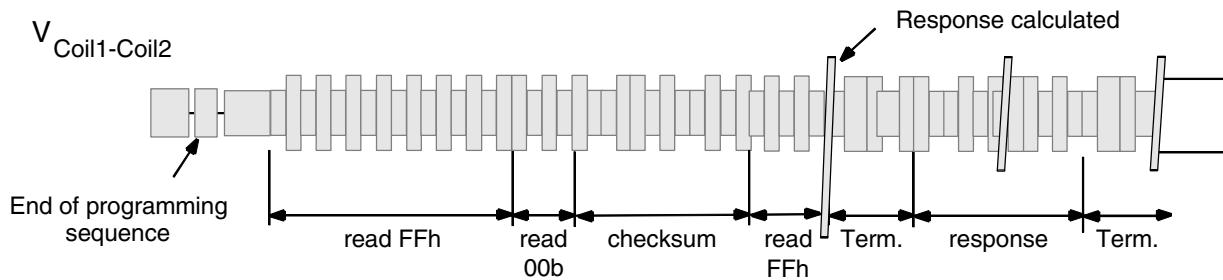 V Coil1-Coil2
Response calculated
End of programming
sequence
read FFh
read
00b
checksum
read
FFh
Term.
response
Term.